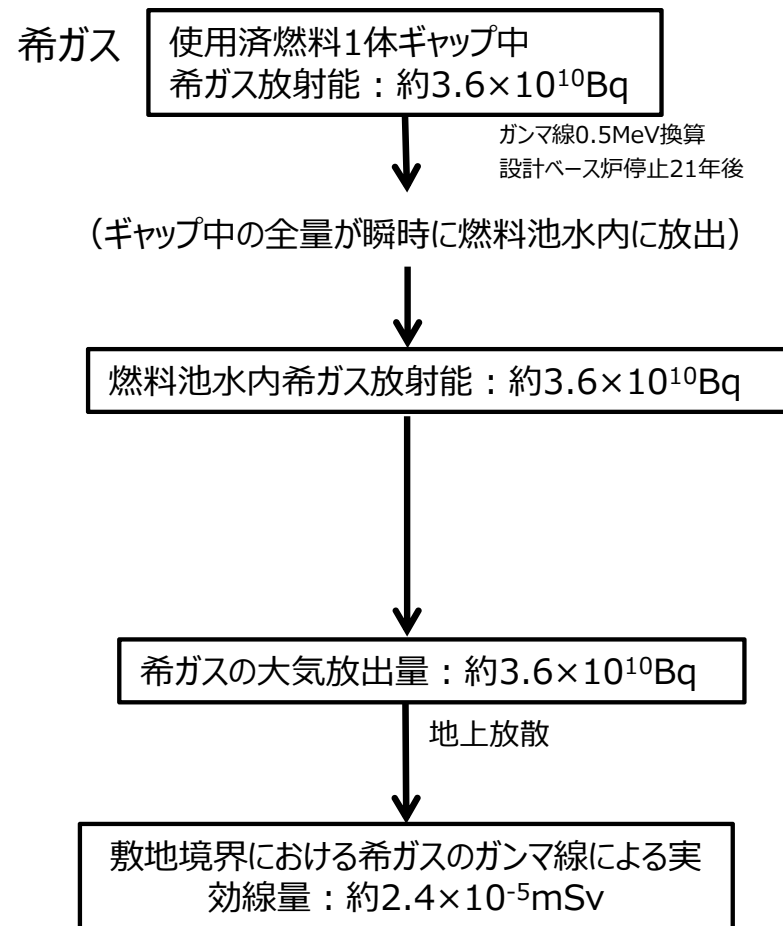 希ガス
使用済燃料1体ギャップ中
希ガス放射能：約3.6×10¹⁰Bq
ガンマ線0.5MeV換算
設計ベース炉停止21年後
（ギャップ中の全量が瞬時に燃料池水内に放出）
燃料池水内希ガス放射能：約3.6×10¹⁰Bq
希ガスの大気放出量：約3.6×10¹⁰Bq
地上放散
敷地境界における希ガスのガンマ線による実
効線量：約2.4×10⁻⁵mSv